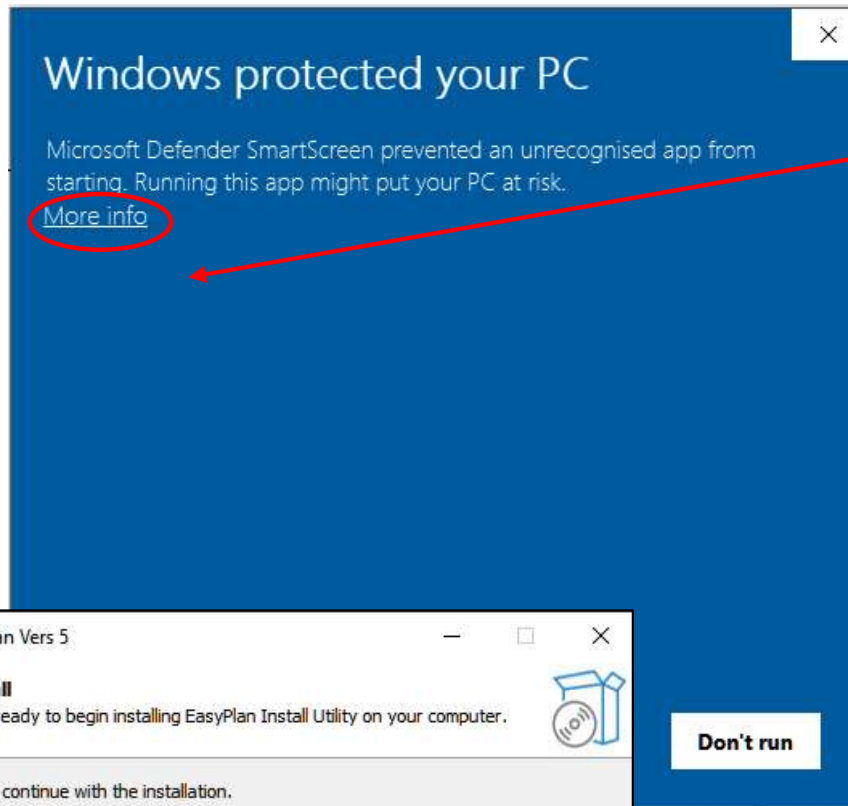 Windows protected your PC
Microsoft Defender SmartScreen prevented an unrecognised app from
starting. Running this app might put your PC at risk.
More info
Vers 5
ready to begin installing EasyPlan Install Utility on your computer.
Don't run
continue with the installation.